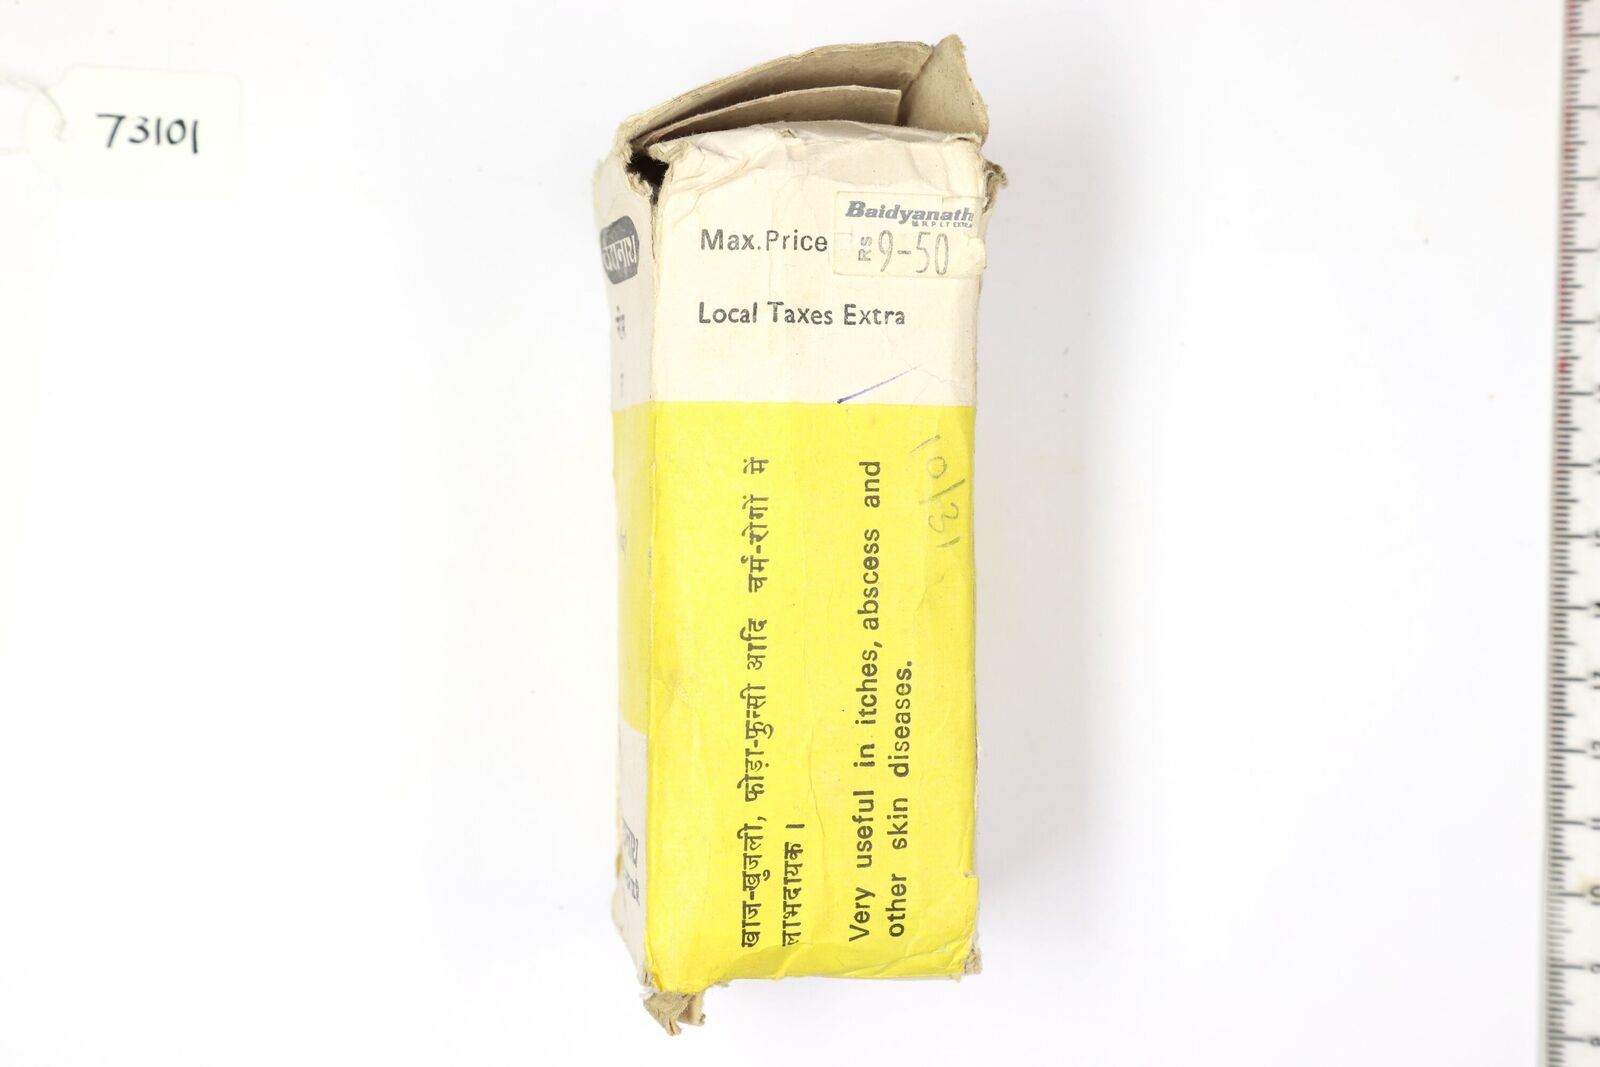 73101
Baidyanath
M.R.P L.T EXTRA
Max.Price RS 9-50
Local Taxes Extra
10/31
खाज-खुजली, फोड़ा-फुन्सी आदि चर्म-रोगों में
लाभदायक ।
Very useful in itches, abscess and
other skin diseases.